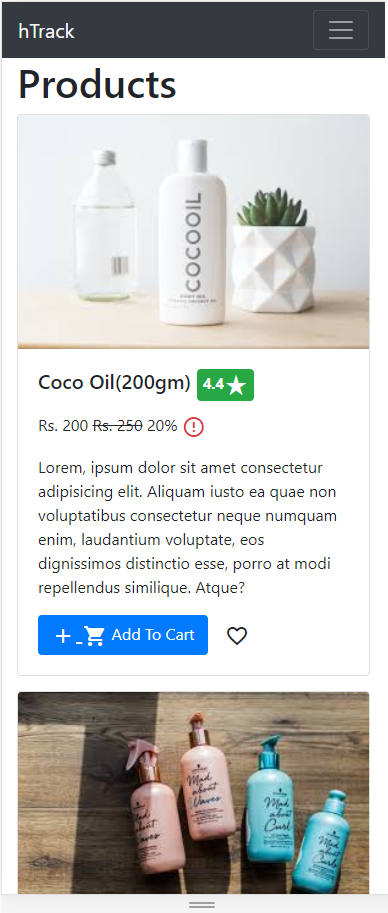 hTrack
Products
COCOOIL
Coco Oil(200gm) 4.4
Rs. 200 Rs. 250 20%
Lorem, ipsum dolor sit amet consectetur
adipisicing elit. Aliquam iusto ea quae non
voluptatibus consectetur neque numquam
enim, laudantium voluptate, eos
dignissimos distinctio esse, porro at modi
repellendus similique. Atque?
Add To Cart
Mad about Waves
Mad about Waves
Mad about Curls
Mad about Curls